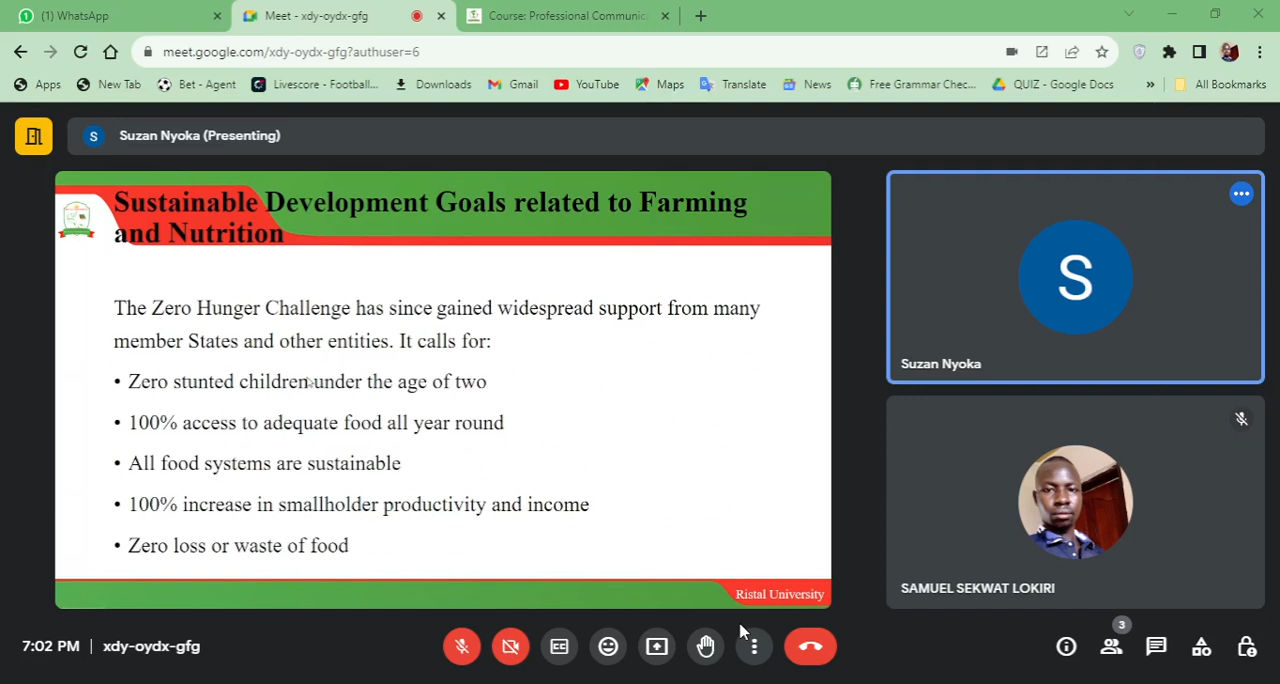 (1) WhatsApp
Meet - xdy-oydx-gfg
Course: Professional Communic
meet.google.com/xdy-oydx-gfg?authuser=6
Apps
New Tab
Bet - Agent
Livescore - Football...
Downloads
Gmail
YouTube
Maps
Translate
News
Free Grammar Chec...
QUIZ - Google Docs
»
All Bookmarks
S
Suzan Nyoka (Presenting)
Sustainable Development Goals related to Farming
and Nutrition
The Zero Hunger Challenge has since gained widespread support from many
member States and other entities. It calls for:
• Zero stunted children under the age of two
• 100% access to adequate food all year round
• All food systems are sustainable
• 100% increase in smallholder productivity and income
• Zero loss or waste of food
Ristal University
S
Suzan Nyoka
SAMUEL SEKWAT LOKIRI
7:02 PM | xdy-oydx-gfg
3